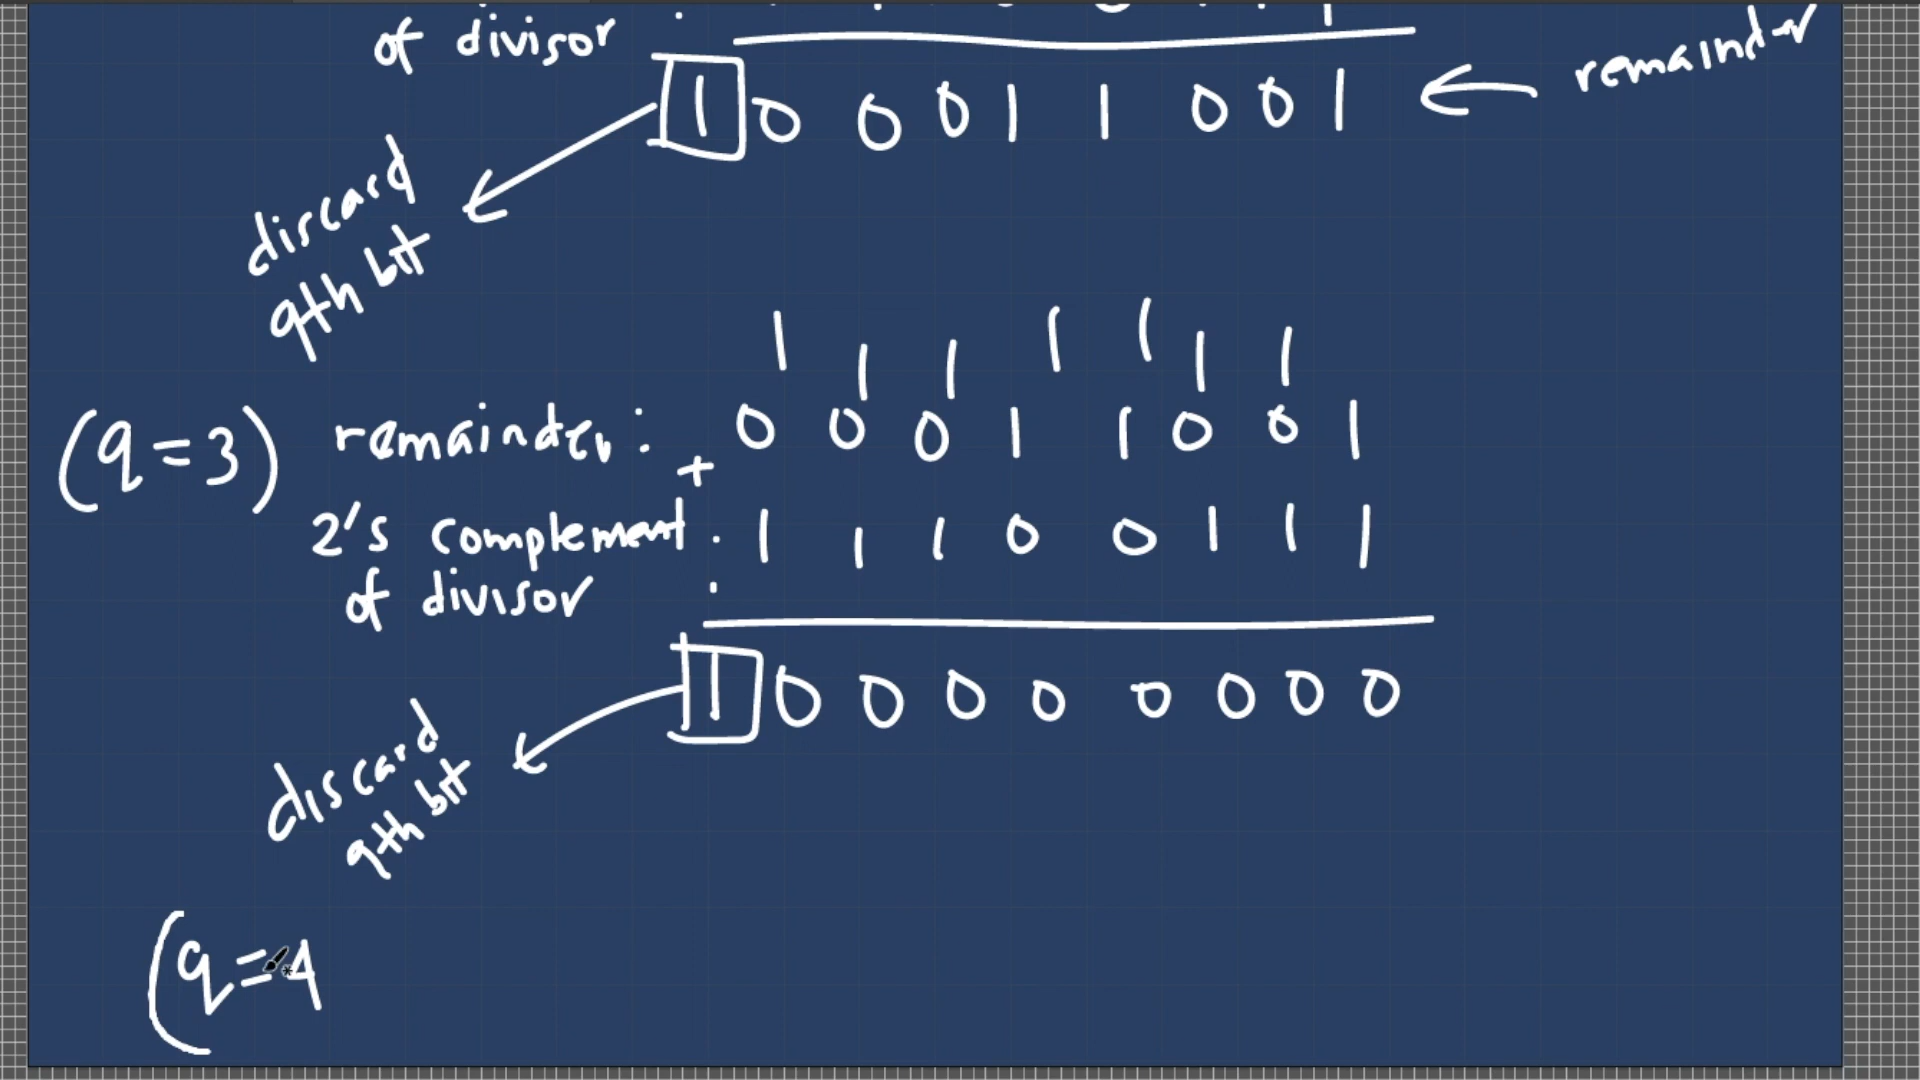 of divisor :
1 0 0 0 1 1 0 0 1 ← remainder
discard
9th bit
1 1 1 1 1 1 1
(q=3) remainder: 0 0 0 1 1 0 0 1
+
2's complement : 1 1 1 0 0 1 1 1
of divisor
1 0 0 0 0 0 0 0 0
discard
9th bit
(q=4